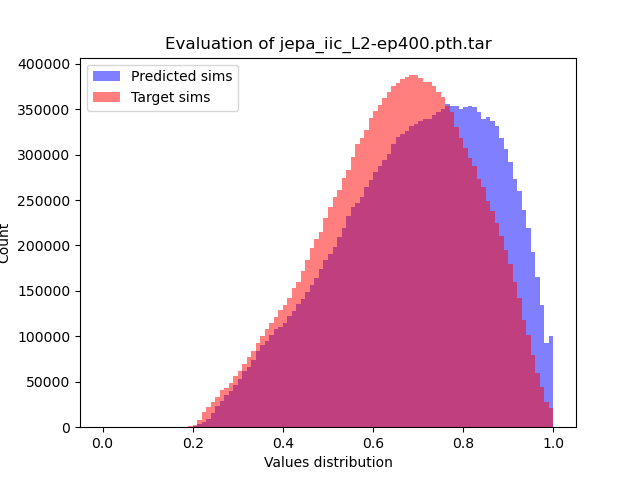 Evaluation of jepa_iic_L2-ep400.pth.tar
Predicted sims
Target sims
400000
350000
300000
250000
200000
150000
100000
50000
0
Count
0.0 0.2 0.4 0.6 0.8 1.0
Values distribution